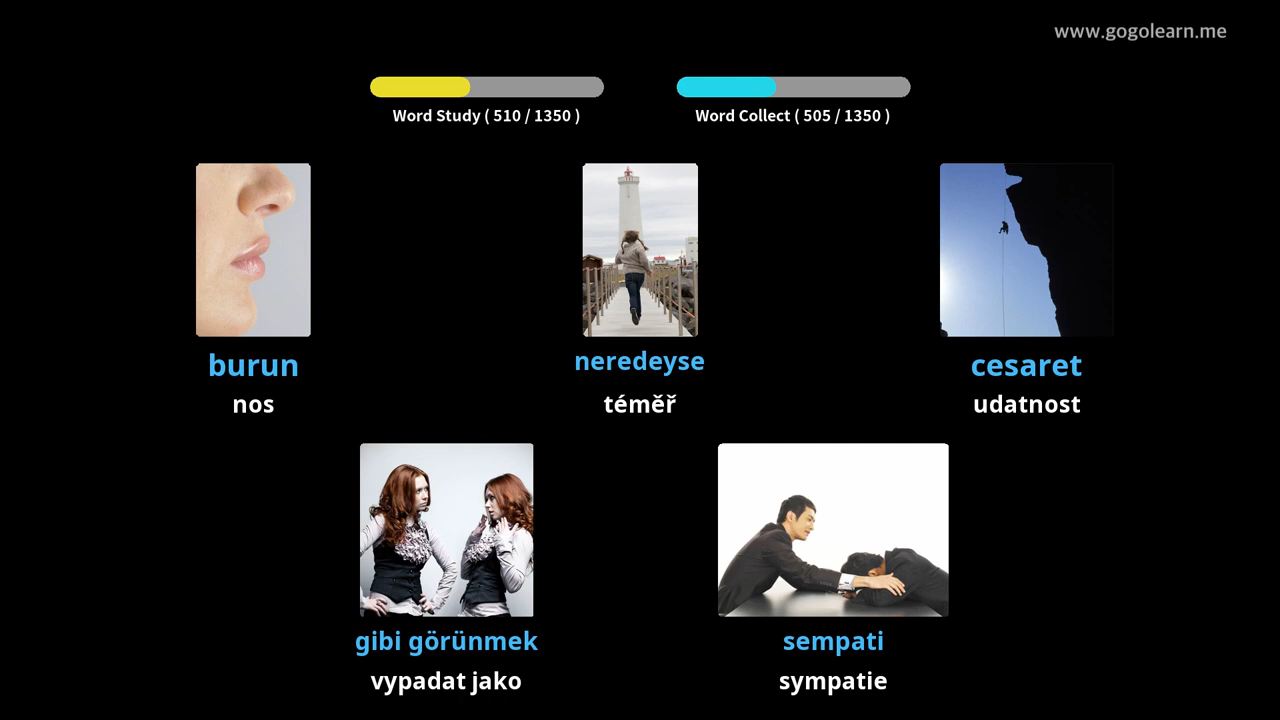 www.gogolearn.me
Word Study ( 510 / 1350 )
Word Collect ( 505 / 1350 )
burun
nos
neredeyse
téměř
cesaret
udatnost
gibi görünmek
vypadat jako
sempati
sympatie